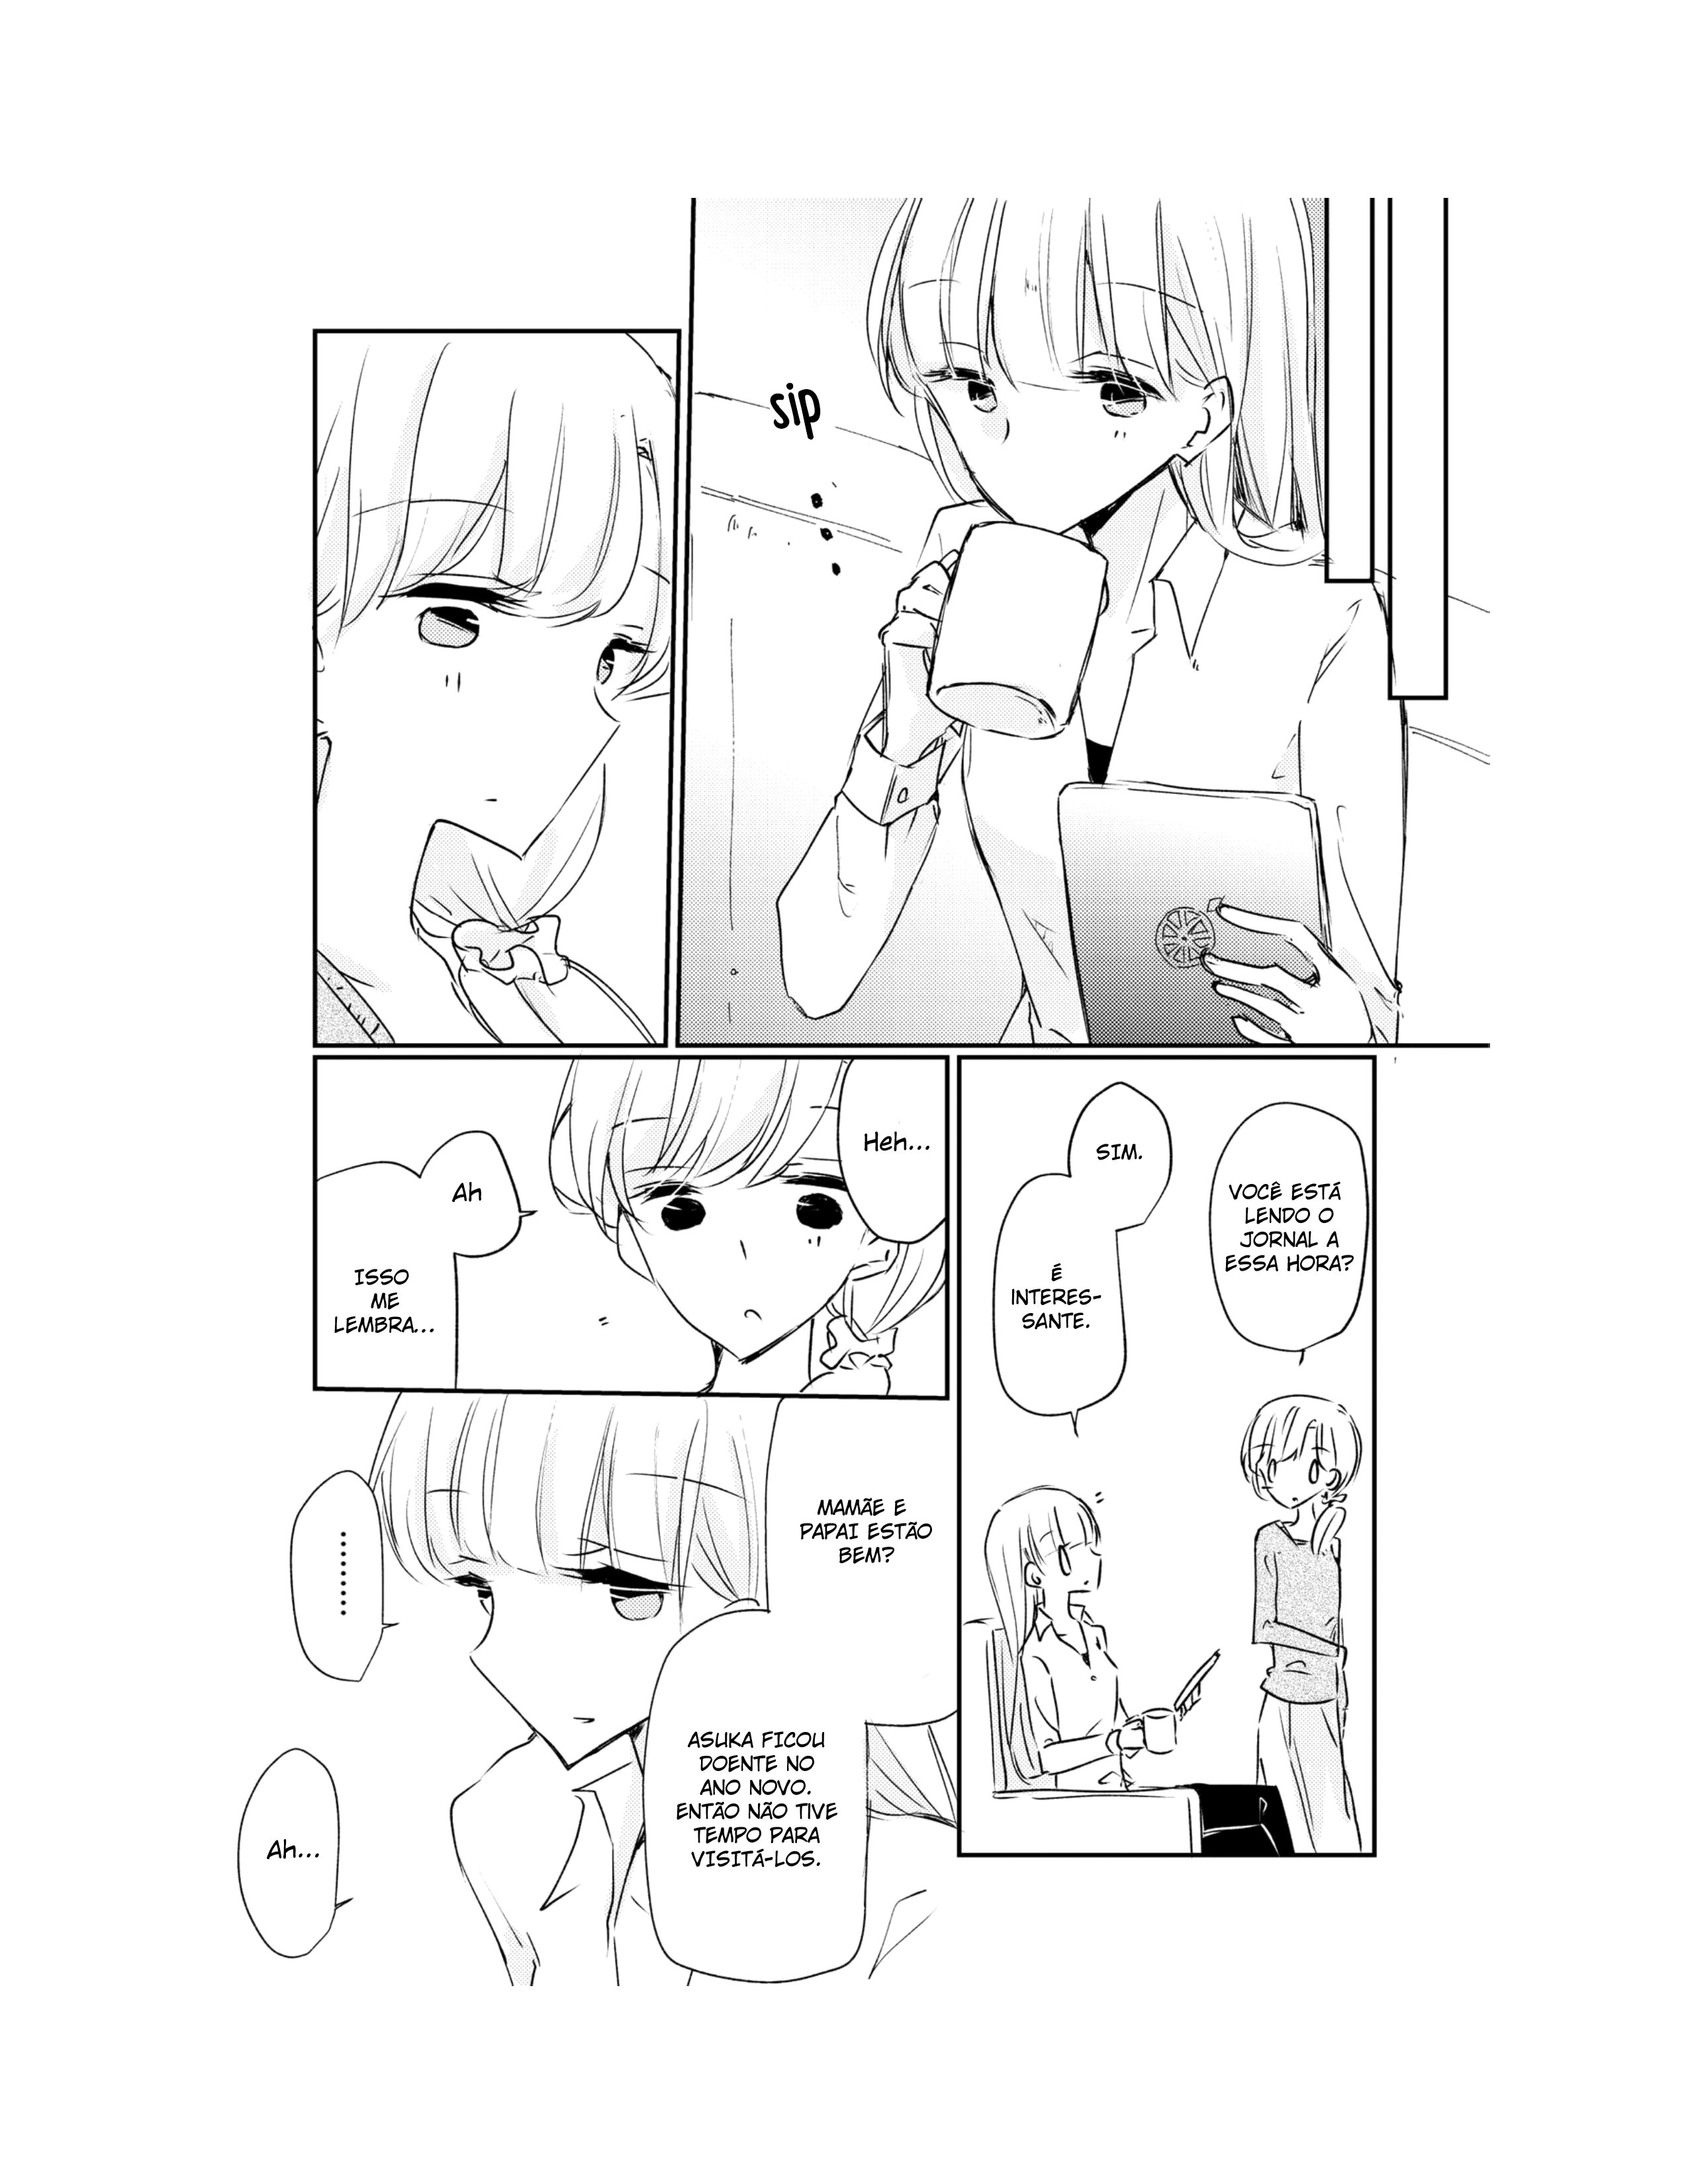 sip
VOCÊ ESTÁ
LENDO O
JORNAL A
ESSA HORA?
SIM.
É
INTERES-
SANTE.
Heh...
Ah
ISSO
ME
LEMBRA...
MAMÃE E
PAPAI ESTÃO
BEM?
ASUKA FICOU
DOENTE NO
ANO NOVO.
ENTÃO NÃO TIVE
TEMPO PARA
VISITÁ-LOS.
.........
Ah...